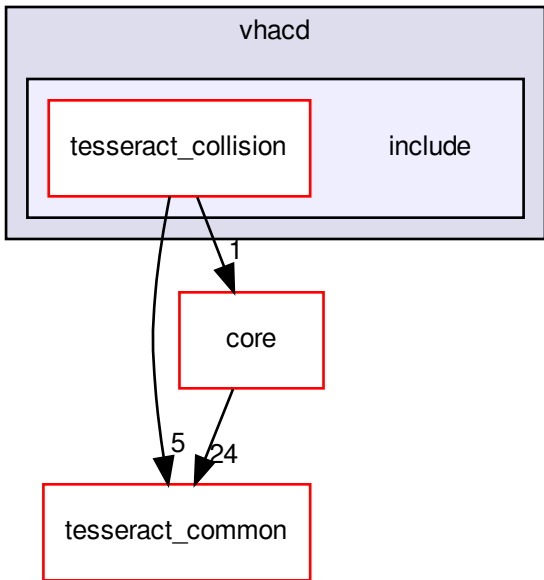 vhacd
tesseract_collision
include
1
core
5
24
tesseract_common